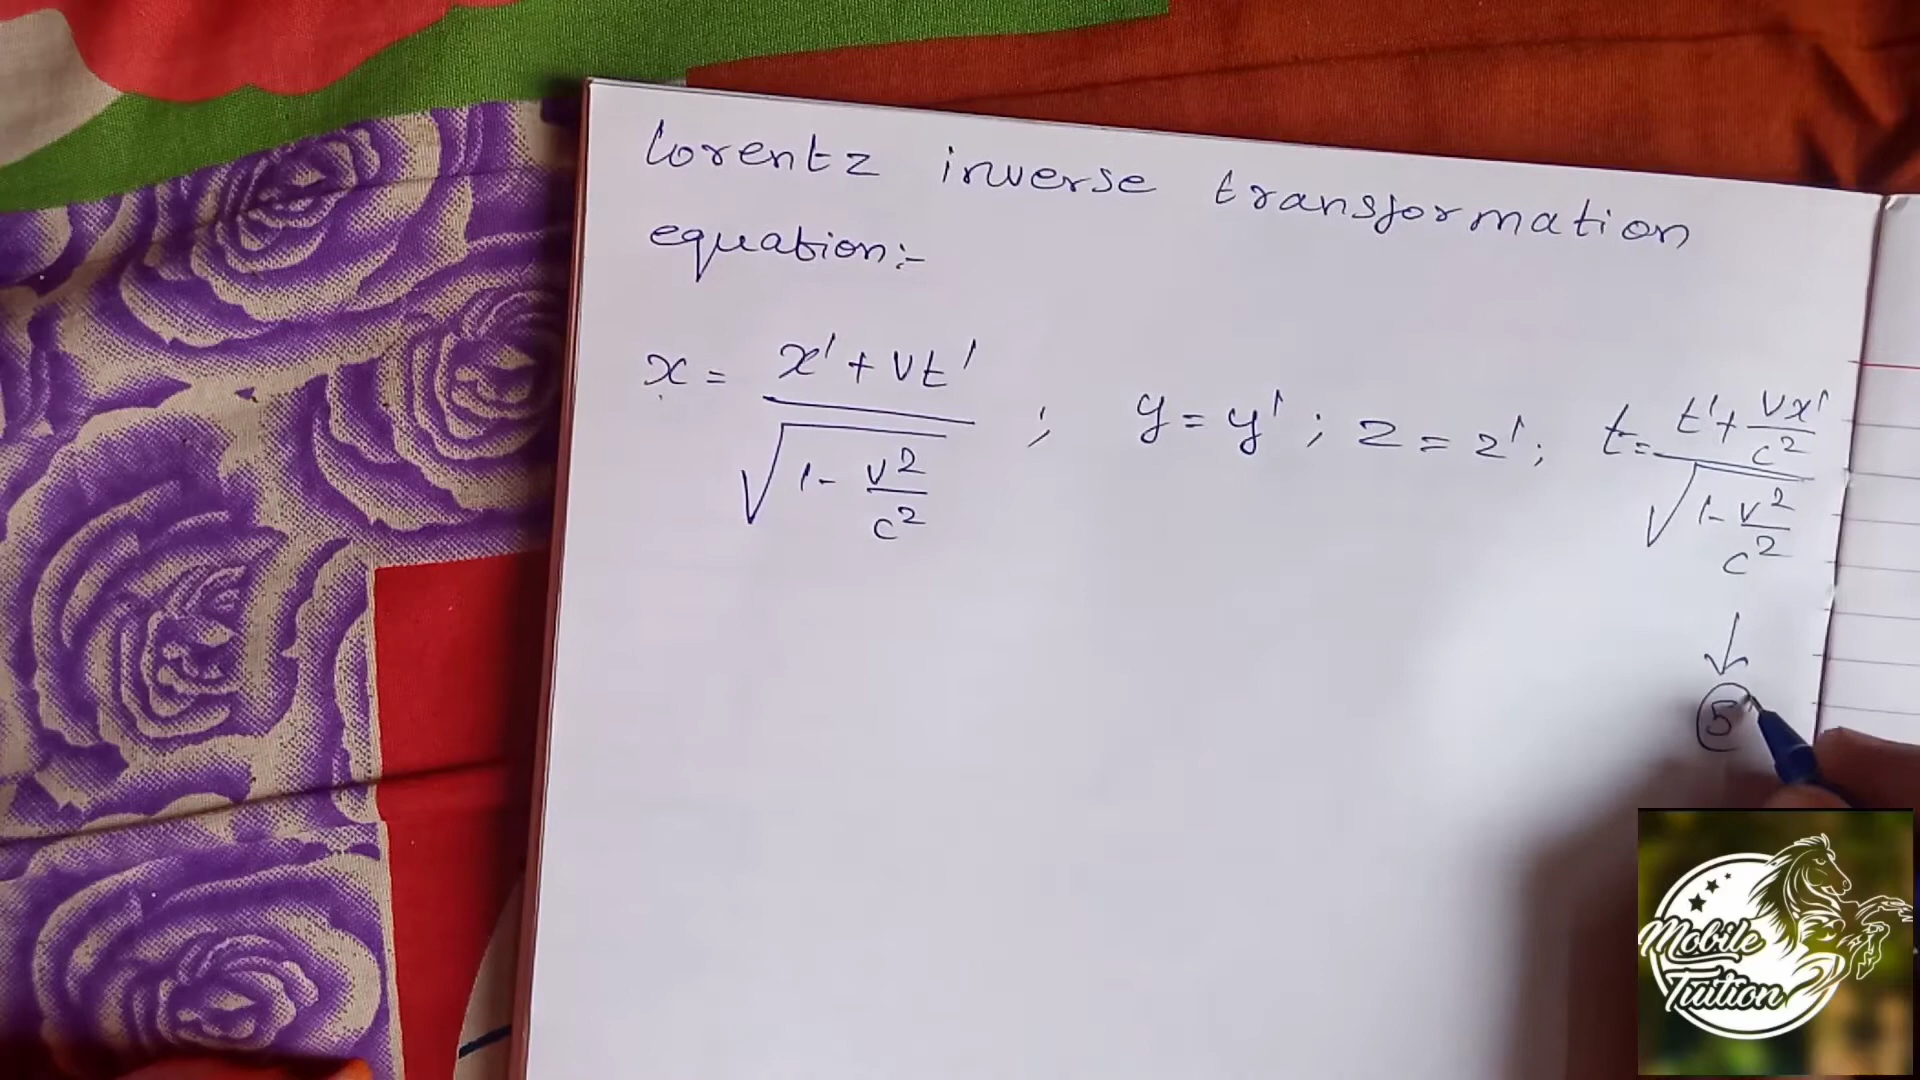 Lorentz inverse transformation
equation:-
x = x' + vt' / √(1 - v²/c²) ; y = y' ; z = z' ; t = t' + vx'/c² / √(1 - v²/c²)
↓
5
Mobile
Tuition